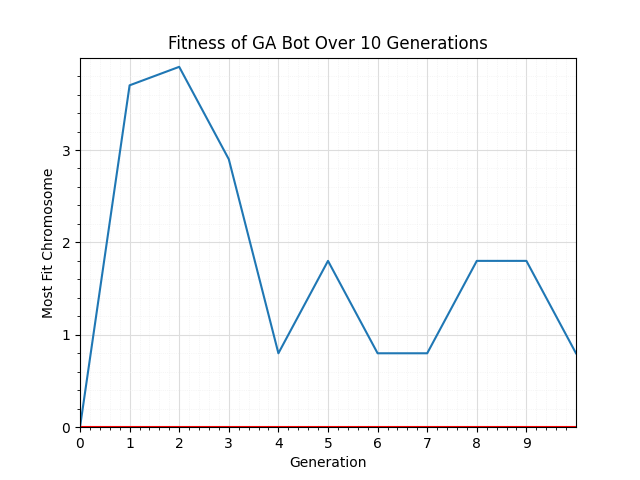 Fitness of GA Bot Over 10 Generations
Most Fit Chromosome
3
2
1
0
0 1 2 3 4 5 6 7 8 9
Generation